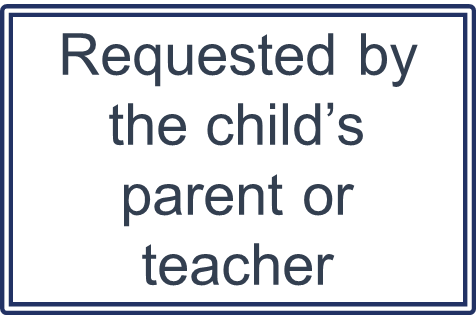 Requested by
the child’s
parent or
teacher